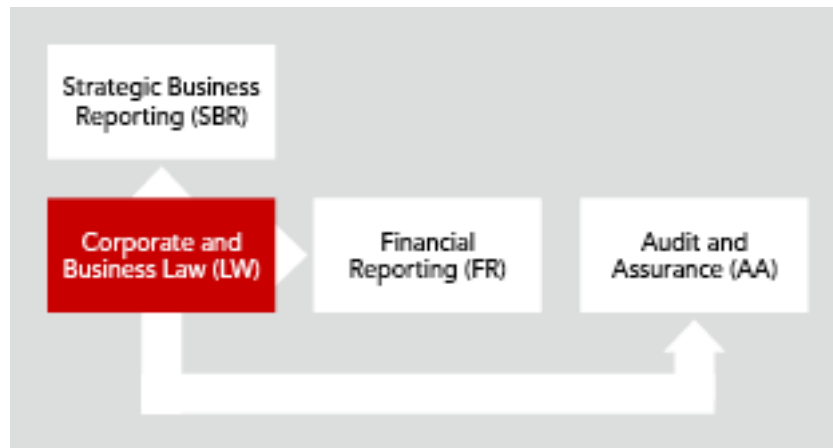 Strategic Business
Reporting (SBR)
Corporate and
Business Law (LW)
Financial
Reporting (FR)
Audit and
Assurance (AA)